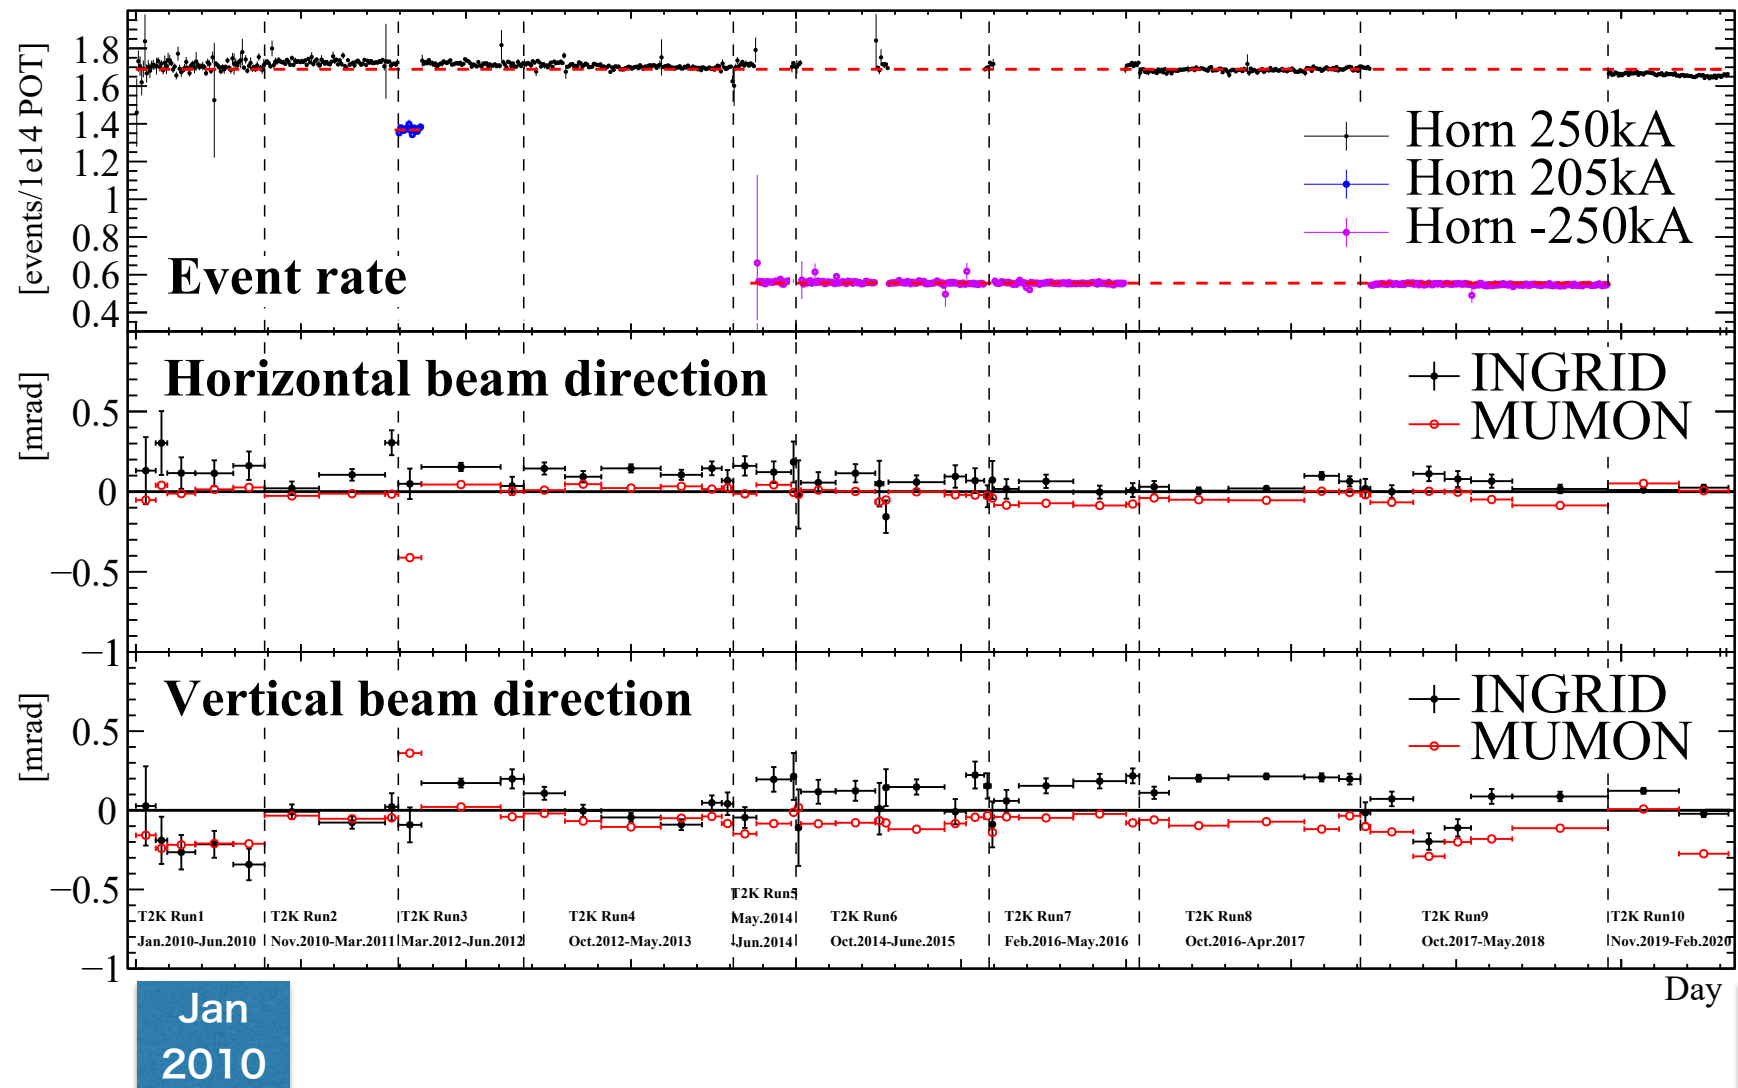 [events/1e14 POT]
1.8
1.6
1.4
1.2
1
0.8
0.6
0.4
Horn 250kA
Horn 205kA
Horn -250kA
Event rate
[mrad]
Horizontal beam direction
INGRID
MUMON
0.5
0
−0.5
−1
[mrad]
Vertical beam direction
INGRID
MUMON
0.5
0
−0.5
−1
T2K Run1
Jan.2010-Jun.2010
T2K Run2
Nov.2010-Mar.2011
T2K Run3
Mar.2012-Jun.2012
T2K Run4
Oct.2012-May.2013
T2K Run5
May.2014
-Jun.2014
T2K Run6
Oct.2014-June.2015
T2K Run7
Feb.2016-May.2016
T2K Run8
Oct.2016-Apr.2017
T2K Run9
Oct.2017-May.2018
T2K Run10
Nov.2019-Feb.2020
Day
Jan
2010